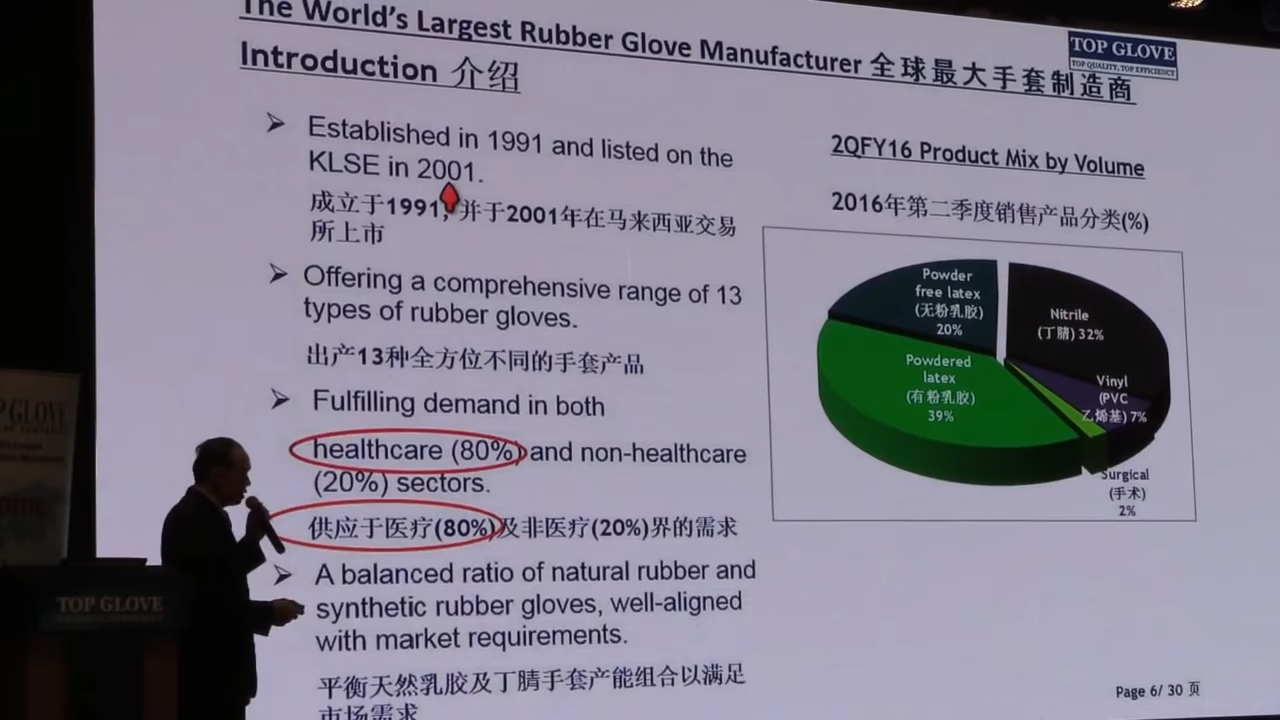 The World's Largest Rubber Glove Manufacturer 全球最大手套制造商
Introduction 介绍
TOP GLOVE
TOP QUALITY, TOP EFFICIENCY
➢ Established in 1991 and listed on the
KLSE in 2001.
成立于1991，并于2001年在马来西亚交易
所上市
➢ Offering a comprehensive range of 13
types of rubber gloves.
出产13种全方位不同的手套产品
➢ Fulfilling demand in both
healthcare (80%) and non-healthcare
(20%) sectors.
供应于医疗(80%)及非医疗(20%)界的需求
➢ A balanced ratio of natural rubber and
synthetic rubber gloves, well-aligned
with market requirements.
平衡天然乳胶及丁腈手套产能组合以满足
市场需求
2QFY16 Product Mix by Volume
2016年第二季度销售产品分类(%)
Powder
free latex
(无粉乳胶)
20%
Nitrile
(丁腈) 32%
Powdered
latex
(有粉乳胶)
39%
Vinyl
(PVC
乙烯基) 7%
Surgical
(手术)
2%
Page 6/ 30 页
P GLOVE
TOP GLOVE